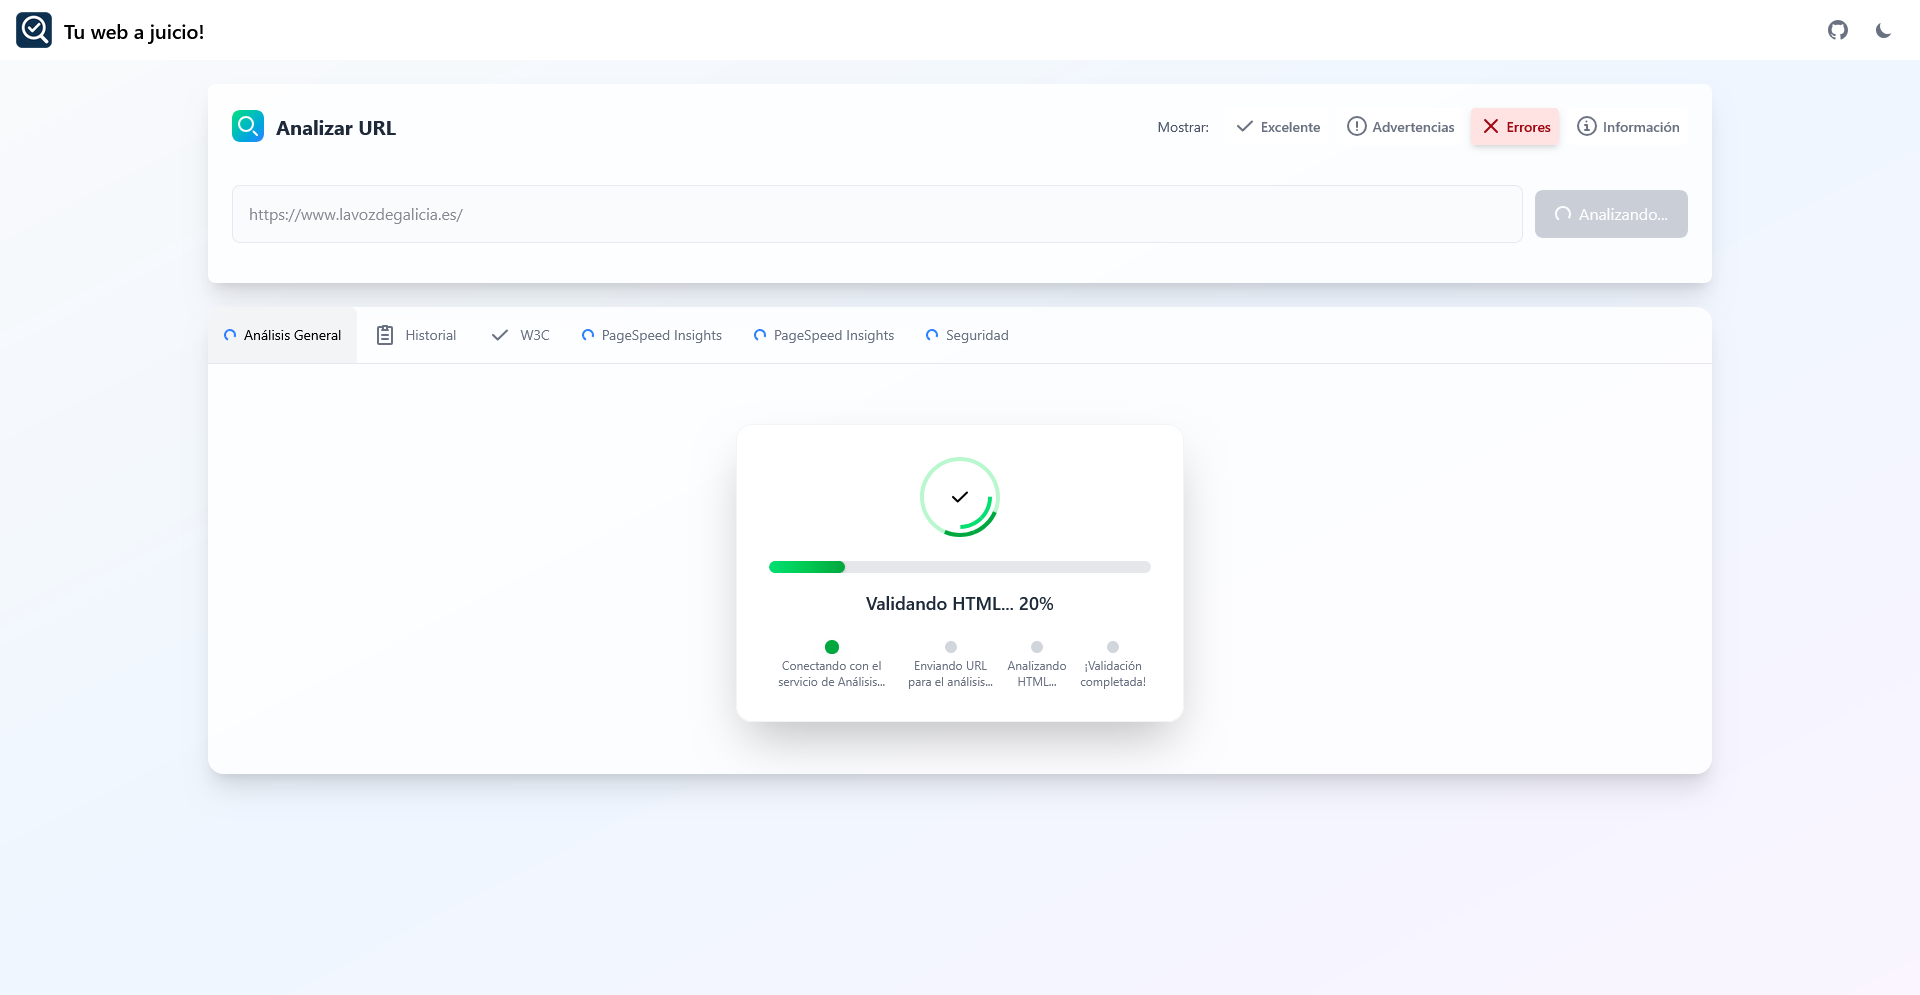 Tu web a juicio!
Analizar URL
Mostrar:
Excelente
Advertencias
Errores
Información
https://www.lavozdegalicia.es/
Analizando...
Análisis General
Historial
W3C
PageSpeed Insights
PageSpeed Insights
Seguridad
Validando HTML... 20%
Conectando con el
servicio de Análisis...
Enviando URL
para el análisis...
Analizando
HTML...
¡Validación
completada!